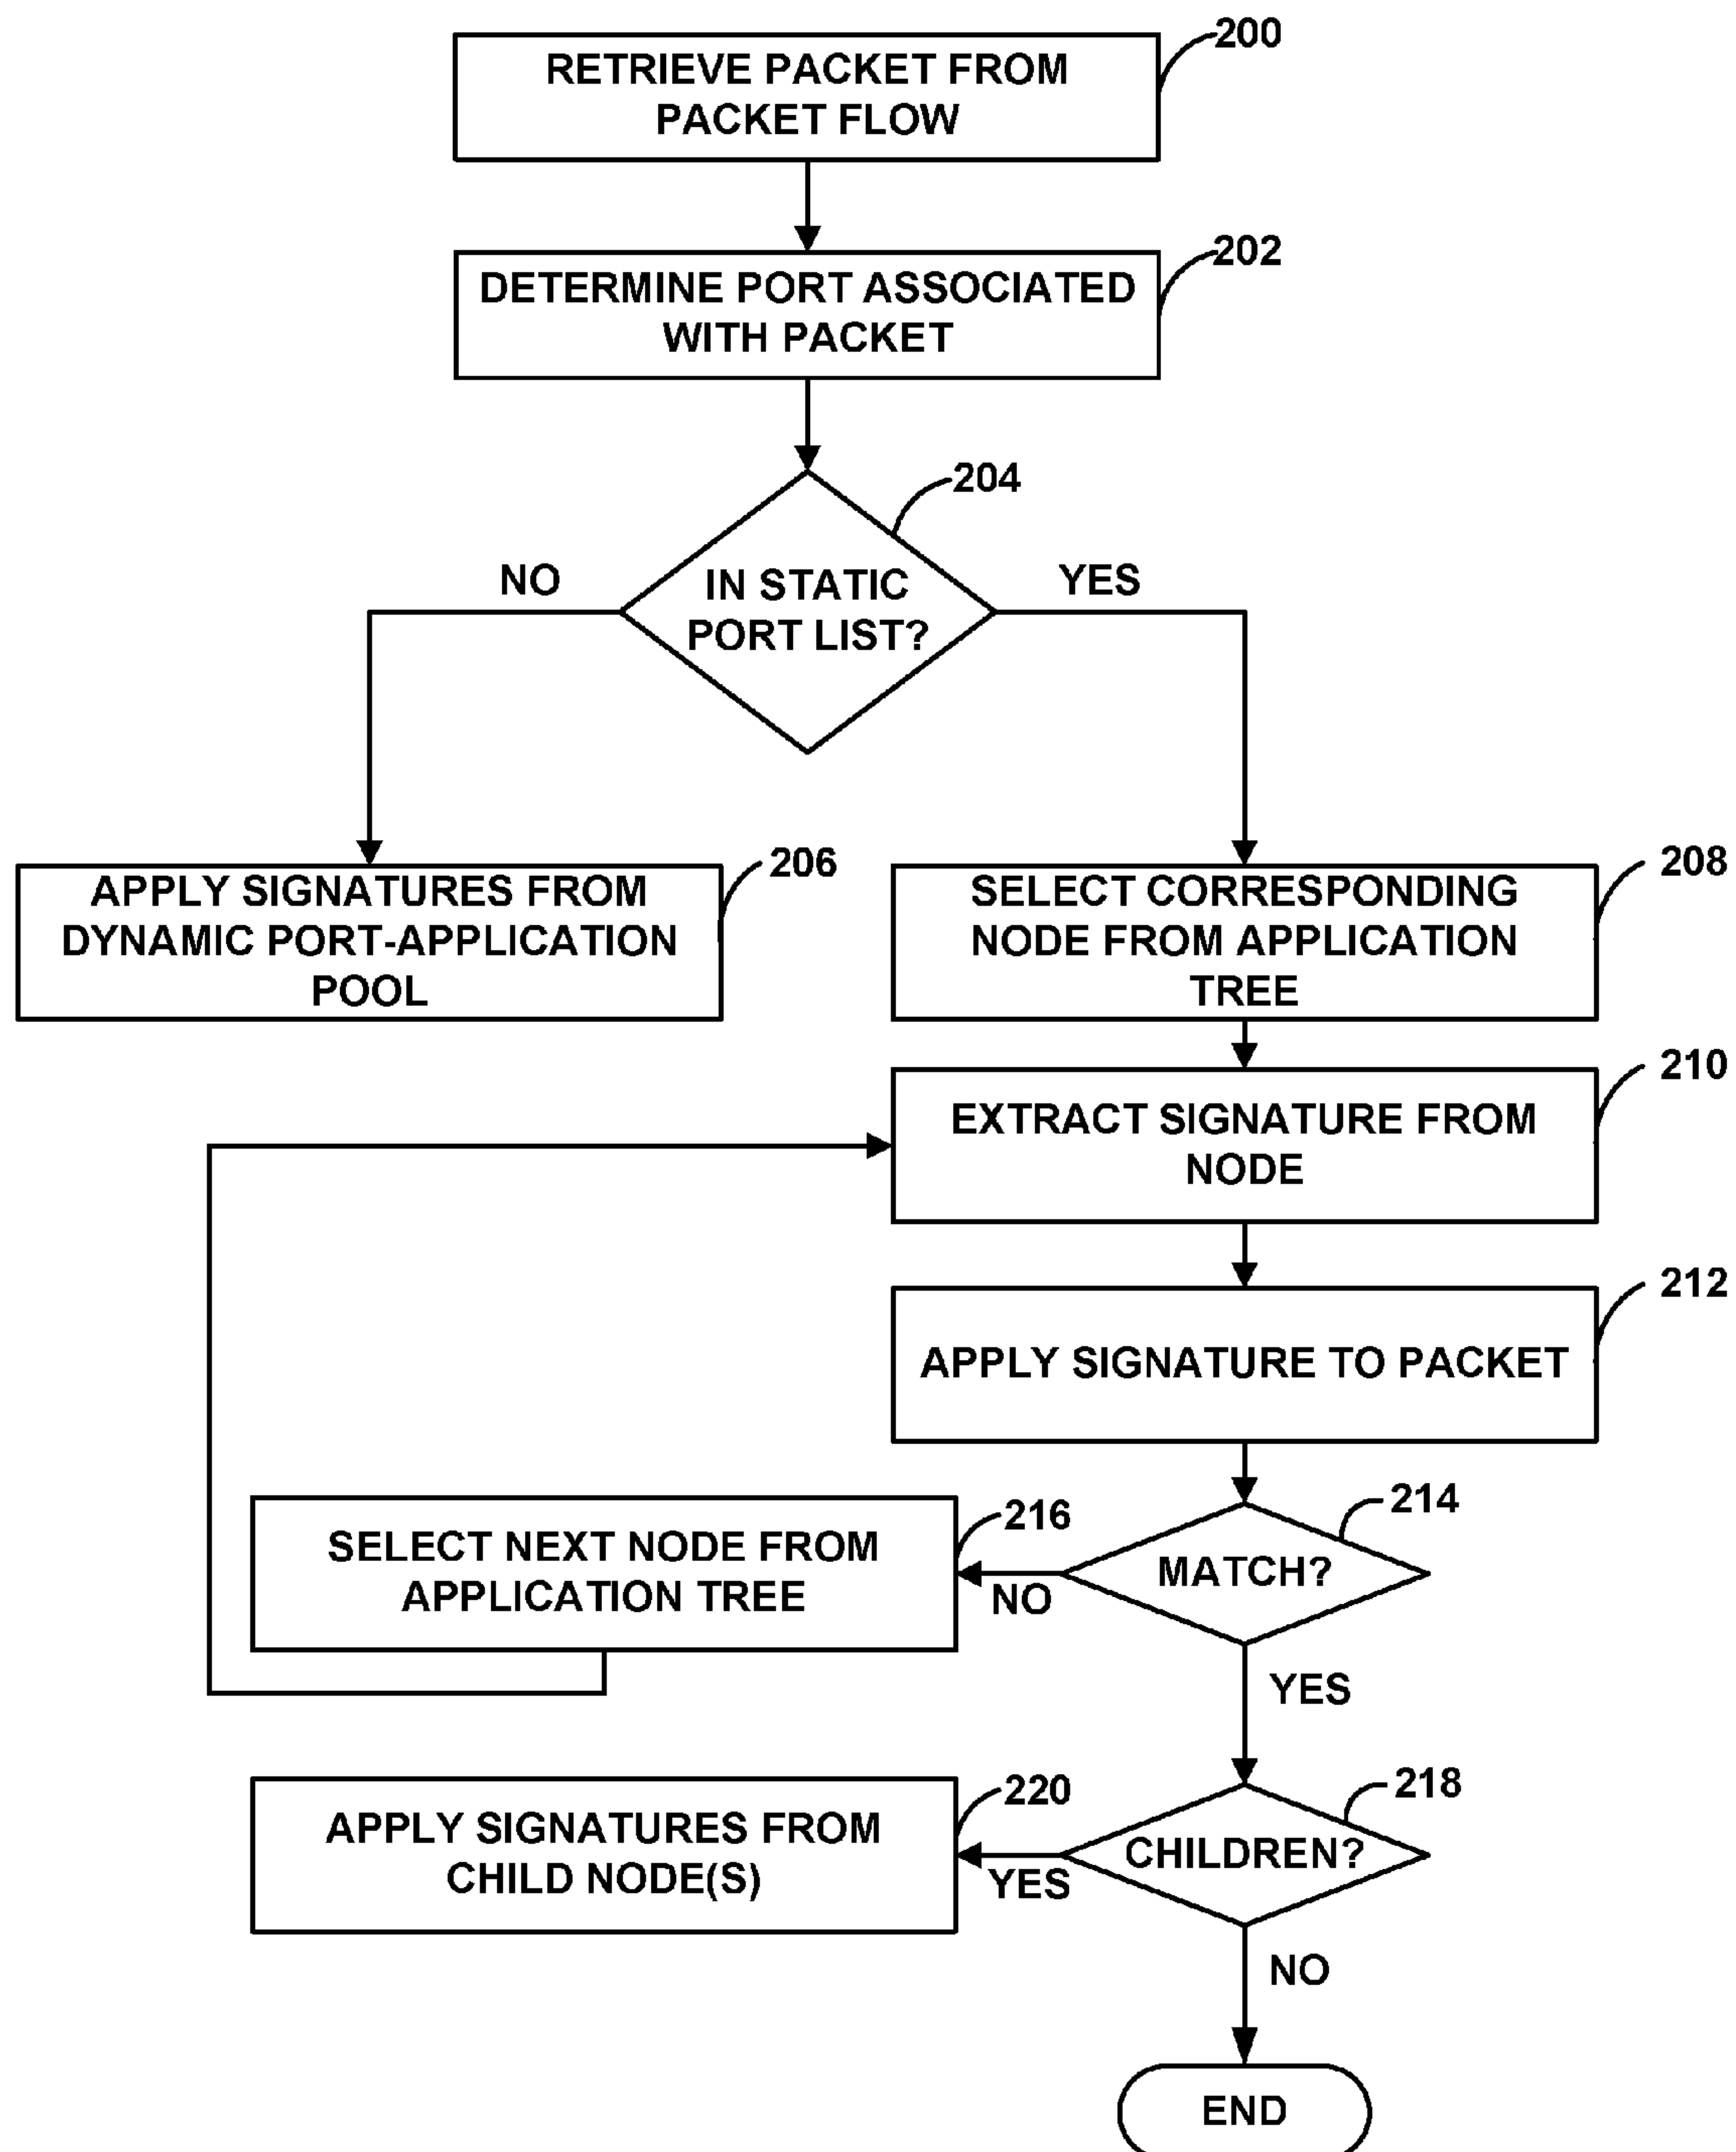 200
RETRIEVE PACKET FROM
PACKET FLOW
202
DETERMINE PORT ASSOCIATED
WITH PACKET
204
IN STATIC
PORT LIST?
NO
YES
206
APPLY SIGNATURES FROM
DYNAMIC PORT-APPLICATION
POOL
208
SELECT CORRESPONDING
NODE FROM APPLICATION
TREE
210
EXTRACT SIGNATURE FROM
NODE
212
APPLY SIGNATURE TO PACKET
214
MATCH?
NO
216
SELECT NEXT NODE FROM
APPLICATION TREE
YES
218
CHILDREN?
YES
220
APPLY SIGNATURES FROM
CHILD NODE(S)
NO
END